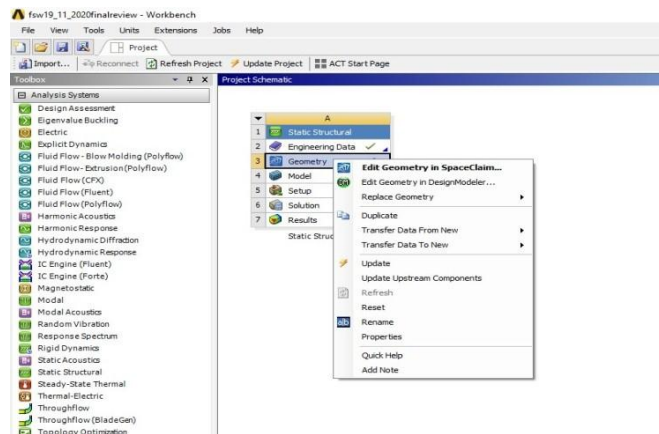 fsw19_11_2020finalreview - Workbench
File View Tools Units Extensions Jobs Help
Project
Import... Reconnect Refresh Project Update Project ACT Start Page
Toolbox
Project Schematic
Analysis Systems
Design Assessment
Eigenvalue Buckling
Electric
Explicit Dynamics
Fluid Flow - Blow Molding (Polyflow)
Fluid Flow - Extrusion (Polyflow)
Fluid Flow (CFX)
Fluid Flow (Fluent)
Fluid Flow (Polyflow)
Harmonic Acoustics
Harmonic Response
Hydrodynamic Diffraction
Hydrodynamic Response
IC Engine (Fluent)
IC Engine (Forte)
Magnetostatic
Modal
Modal Acoustics
Random Vibration
Response Spectrum
Rigid Dynamics
Static Acoustics
Static Structural
Steady-State Thermal
Thermal-Electric
Throughflow
Throughflow (BladeGen)
Topology Optimization
A
1 Static Structural
2 Engineering Data
3 Geometry
4 Model
5 Setup
6 Solution
7 Results
Static Struc
Edit Geometry in SpaceClaim...
Edit Geometry in DesignModeler...
Replace Geometry
Duplicate
Transfer Data From New
Transfer Data To New
Update
Update Upstream Components
Refresh
Reset
Rename
Properties
Quick Help
Add Note